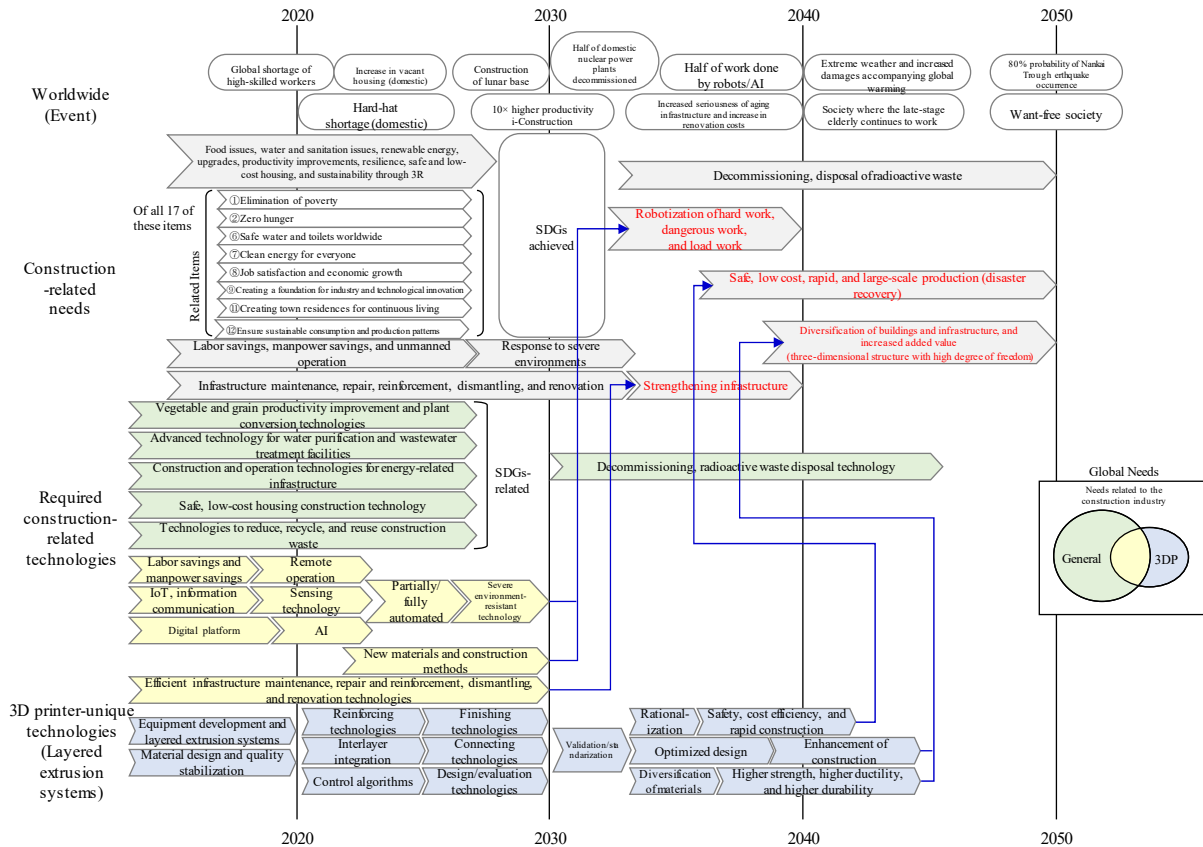 2020
2030
2040
2050
Worldwide
(Event)
Global shortage of
high-skilled workers
Increase in vacant
housing (domestic)
Construction
of lunar base
Half of domestic
nuclear power
plants
decommissioned
Half of work done
by robots/AI
Extreme weather and increased
damages accompanying global
warming
80% probability of Nankai
Trough erthquake
occurrence
Hard-hat
shortage (domestic)
10× higher productivity
i-Construction
Increased seriousness of aging
infrastructure and increase in
renovation costs
Society where the late-stage
elderly continues to work
Want-free society
Construction
-related
needs
Food issues, water and sanitation issues, renewable energy,
upgrades, productivity improvements, resilience, safe and low-
cost housing, and sustainability through 3R
Of all 17 of
these items
Related Items
①Elimination of poverty
②Zero hunger
⑥Safe water and toilets worldwide
⑦Clean energy for everyone
⑧Job satisfaction and economic growth
⑨Creating a foundation for industry and technological innovation
⑪Creating town residences for continuous living
⑫Ensure sustainable consumption and production patterns
SDGs
achieved
Decommissioning, disposal of radioactive waste
Robotization of hard work,
dangerous work,
and load work
Safe, low cost, rapid, and large-scale production (disaster
recovery)
Diversification of buildings and infrastructure, and
increased added value
(three-dimensional structure with high degree of freedom)
Labor savings, manpower savings, and unmanned
operation
Response to severe
environments
Infrastructure maintenance, repair, reinforcement, dismantling, and renovation
Strengthening infrastructure
Required
construction-
related
technologies
Vegetable and grain productivity improvement and plant
conversion technologies
Advanced technology for water purification and wastewater
treatment facilities
Construction and operation technologies for energy-related
infrastructure
Safe, low-cost housing construction technology
Technologies to reduce, recycle, and reuse construction
waste
SDGs-
related
Decommissioning, radioactive waste disposal technology
Labor savings and
manpower savings
Remote
operation
IoT, information
communication
Sensing
technology
Digital platform
AI
Partially/
fully
automated
Severe
environment-
resistant
technology
New materials and construction
methods
Efficient infrastructure maintenance, repair and reinforcement, dismantling,
and renovation technologies
Global Needs
Needs related to the
construction industry
General
3DP
3D printer-unique
technologies
(Layered
extrusion
systems)
Equipment development and
layered extrusion systems
Material design and quality
stabilization
Reinforcing
technologies
Finishing
technologies
Interlayer
integration
Connecting
technologies
Control algorithms
Design/evaluation
technologies
Validation/sta
ndarization
Rational-
ization
Safety, cost efficiency, and
rapid construction
Optimized design
Enhancement of
construction
Diversification
of materials
Higher strength, higher ductility,
and higher durability
2020
2030
2040
2050